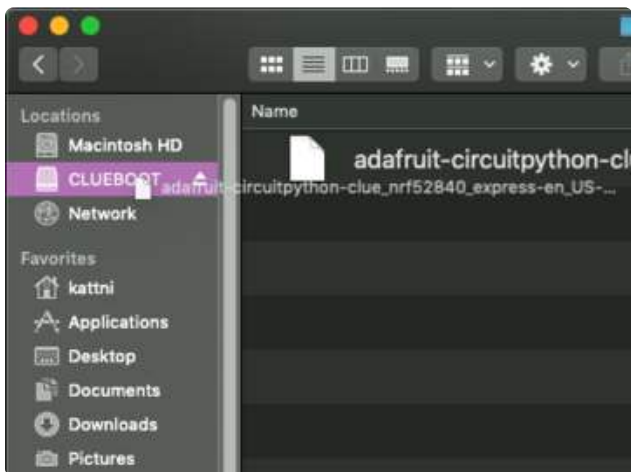 Locations
Macintosh HD
CLUEBOOT
Network
Favorites
kattni
Applications
Desktop
Documents
Downloads
Pictures
Name
adafruit-circuitpython-cl
adafruit-circuitpython-clue_nrf52840_express-en_US-...